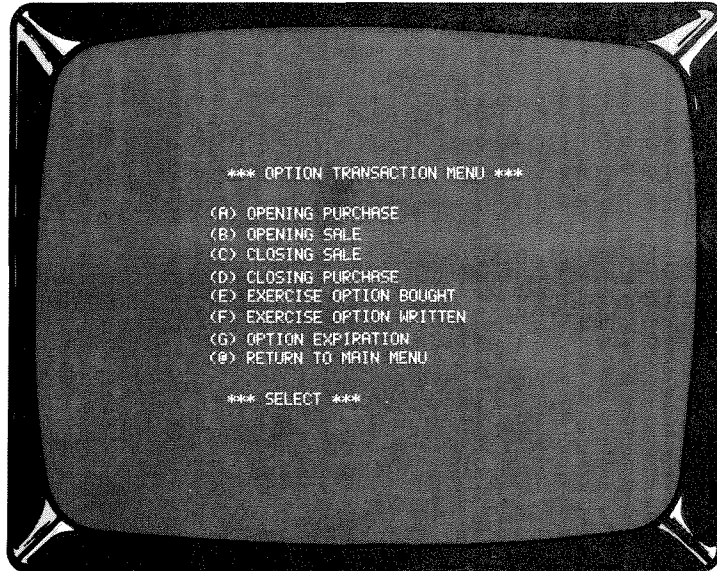 *** OPTION TRANSACTION MENU ***
(A) OPENING PURCHASE
(B) OPENING SALE
(C) CLOSING SALE
(D) CLOSING PURCHASE
(E) EXERCISE OPTION BOUGHT
(F) EXERCISE OPTION WRITTEN
(G) OPTION EXPIRATION
(@) RETURN TO MAIN MENU
*** SELECT ***